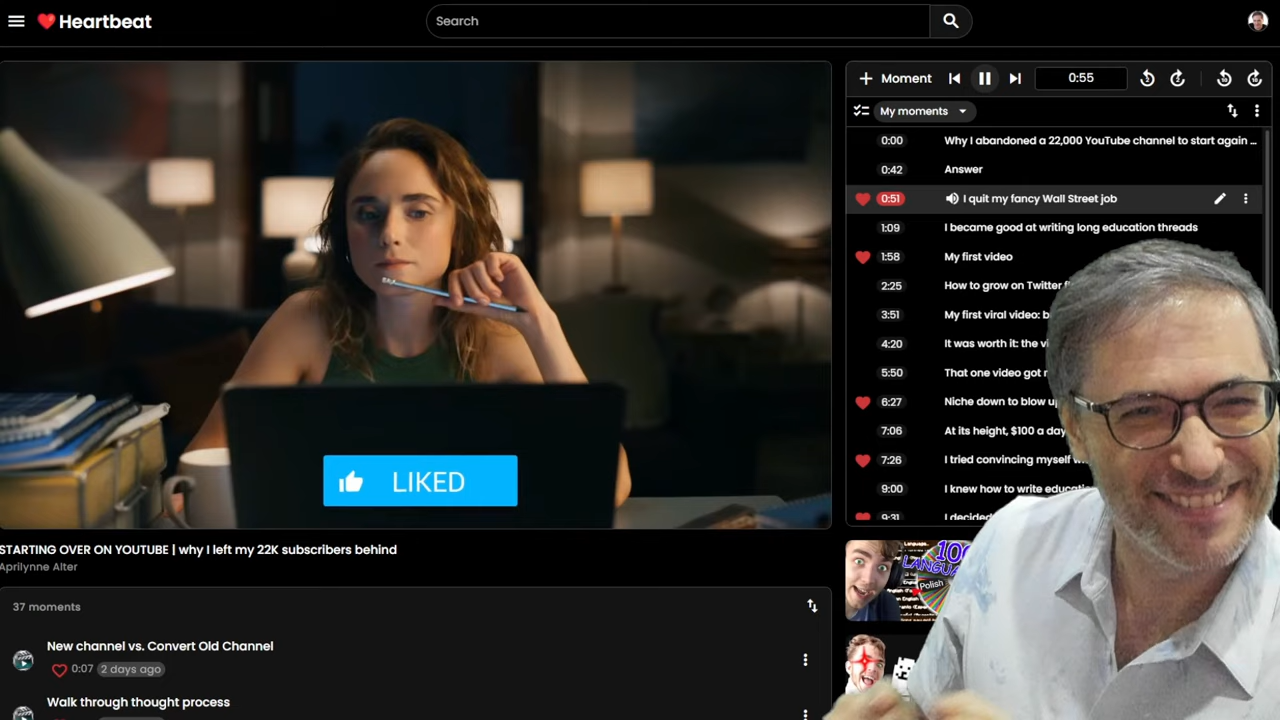 Heartbeat
Search
LIKED
STARTING OVER ON YOUTUBE | why I left my 22K subscribers behind
Aprilynne Alter
37 moments
New channel vs. Convert Old Channel
0:07 2 days ago
Walk through thought process
Moment 0:55
My moments
0:00 Why I abandoned a 22,000 YouTube channel to start again ...
0:42 Answer
0:51 I quit my fancy Wall Street job
1:09 I became good at writing long education threads
1:58 My first video
2:25 How to grow on Twitter
3:51 My first viral video:
4:20 It was worth it: the
5:50 That one video got
6:27 Niche down to blow
7:06 At its height, $100 a day
7:26 I tried convincing myself
9:00 I knew how to write
9:31 I decided
100
Polish